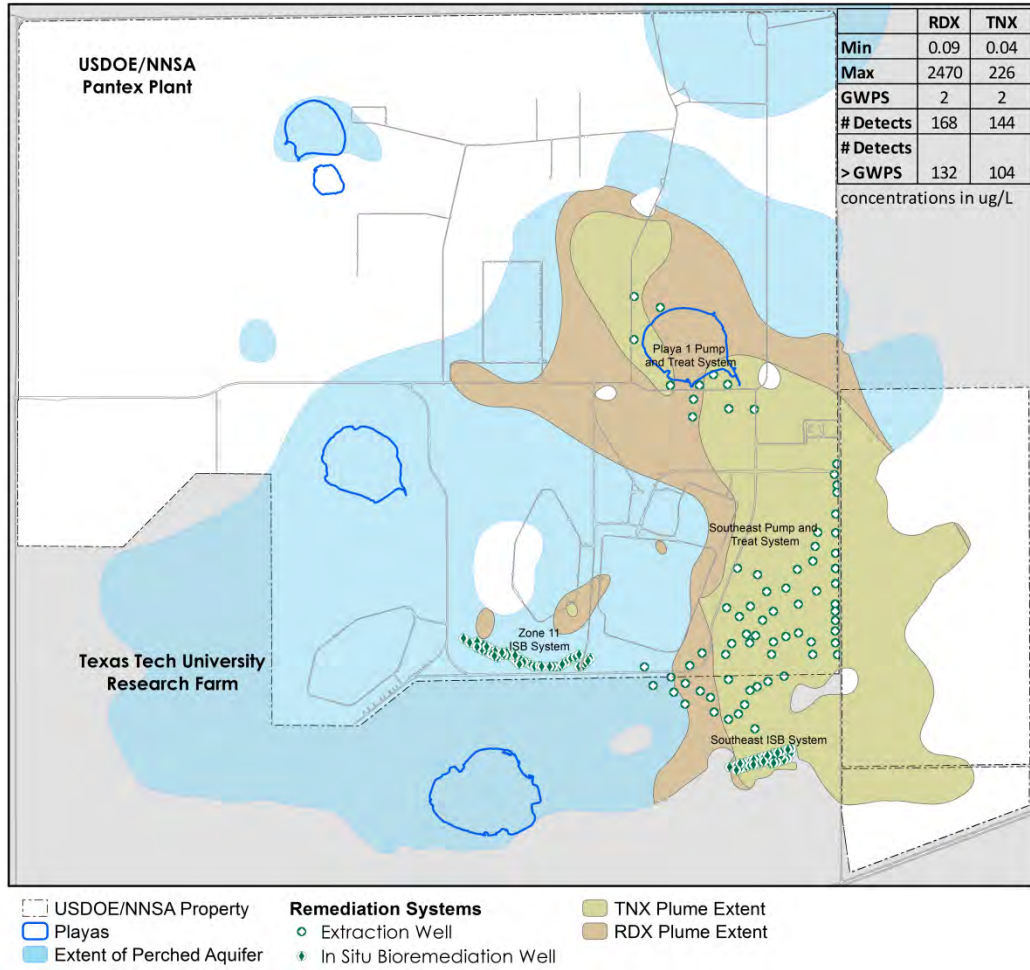 USDOE/NNSA
Pantex Plant
RDX TNX
Min 0.09 0.04
Max 2470 226
GWPS 2 2
# Detects 168 144
# Detects
> GWPS 132 104
concentrations in ug/L
Playa 1 Pump
and Treat System
Southeast Pump and
Treat System
Zone 11
ISB System
Texas Tech University
Research Farm
Southeast ISB System
USDOE/NNSA Property
Playas
Extent of Perched Aquifer
Remediation Systems
Extraction Well
In Situ Bioremediation Well
TNX Plume Extent
RDX Plume Extent